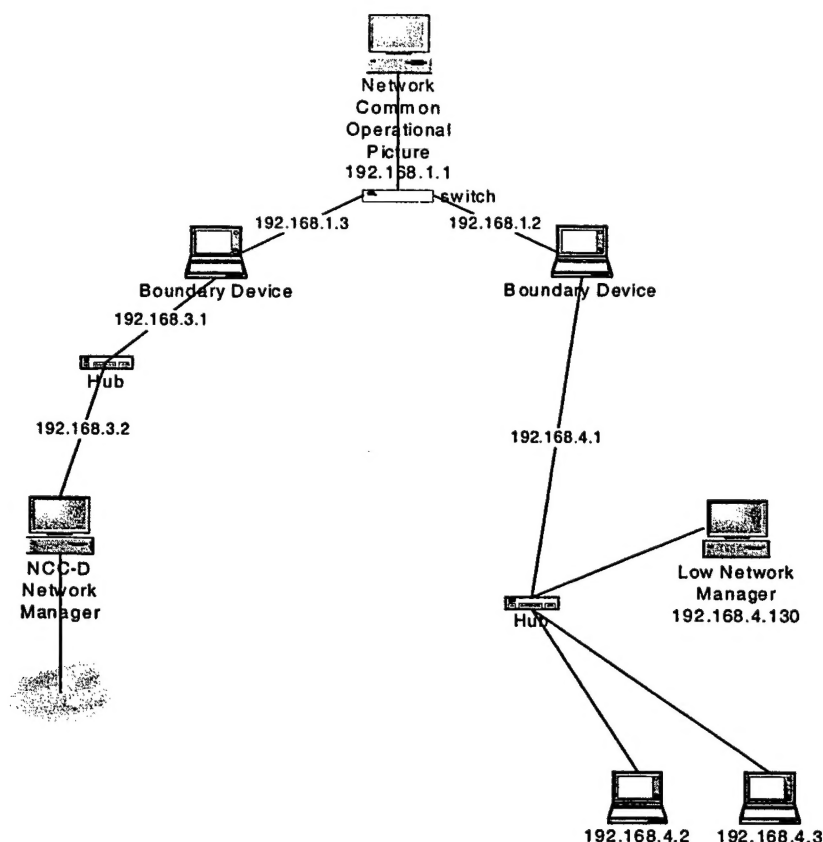 Network
Common
Operational
Picture
192.168.1.1
switch
192.168.1.3
192.168.1.2
Boundary Device
Boundary Device
192.168.3.1
Hub
192.168.3.2
192.168.4.1
NCC-D
Network
Manager
Low Network
Manager
192.168.4.130
Hub
192.168.4.2
192.168.4.3